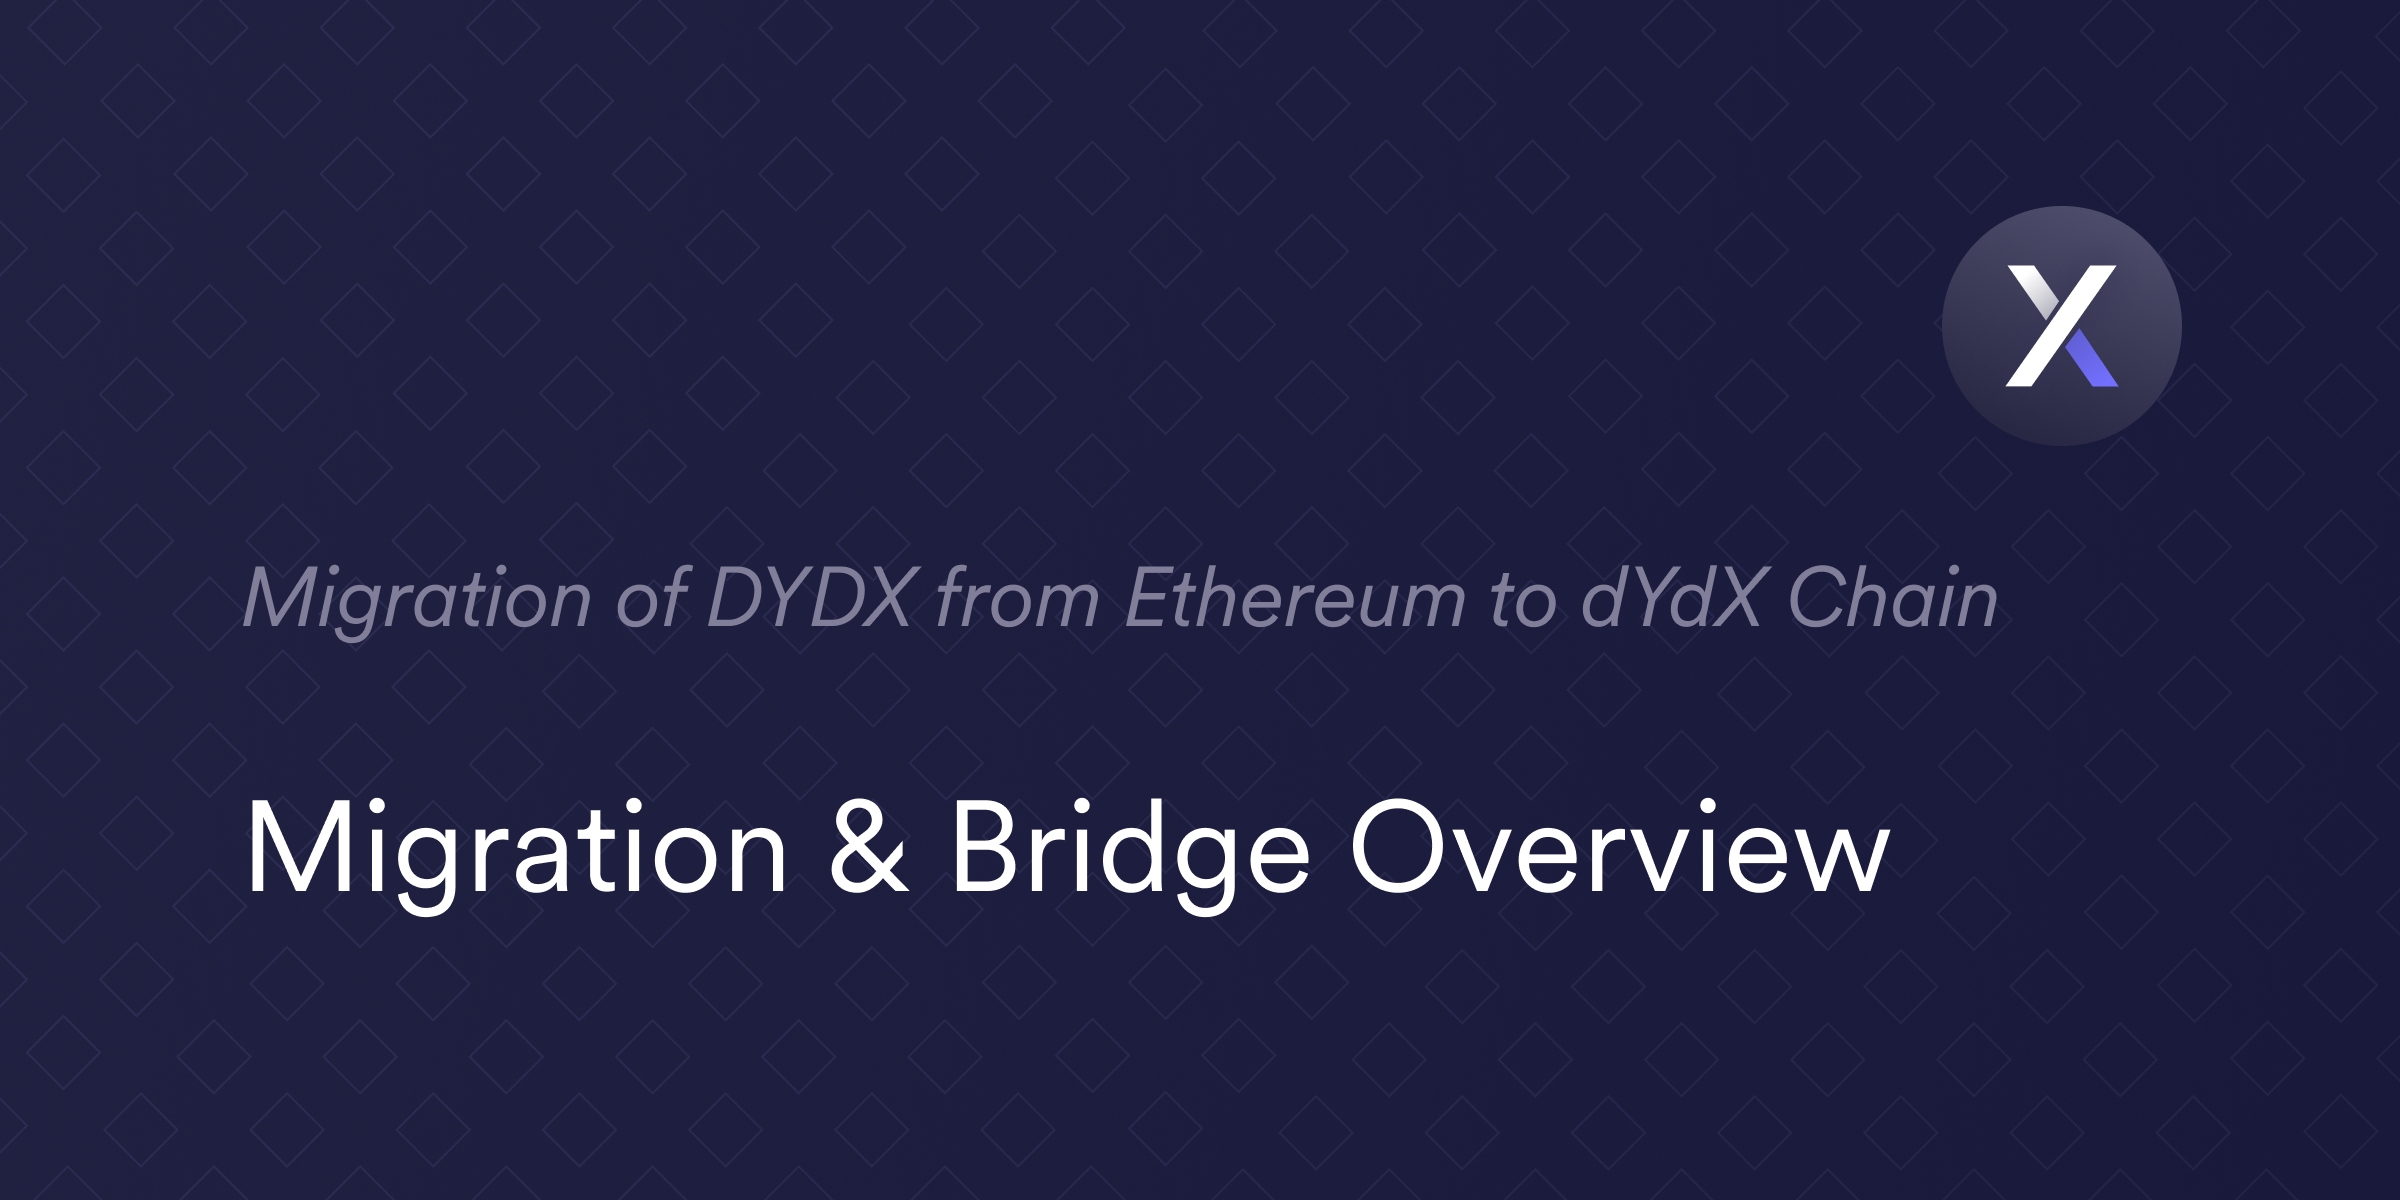 Migration of DYDX from Ethereum to dYdX Chain
Migration & Bridge Overview